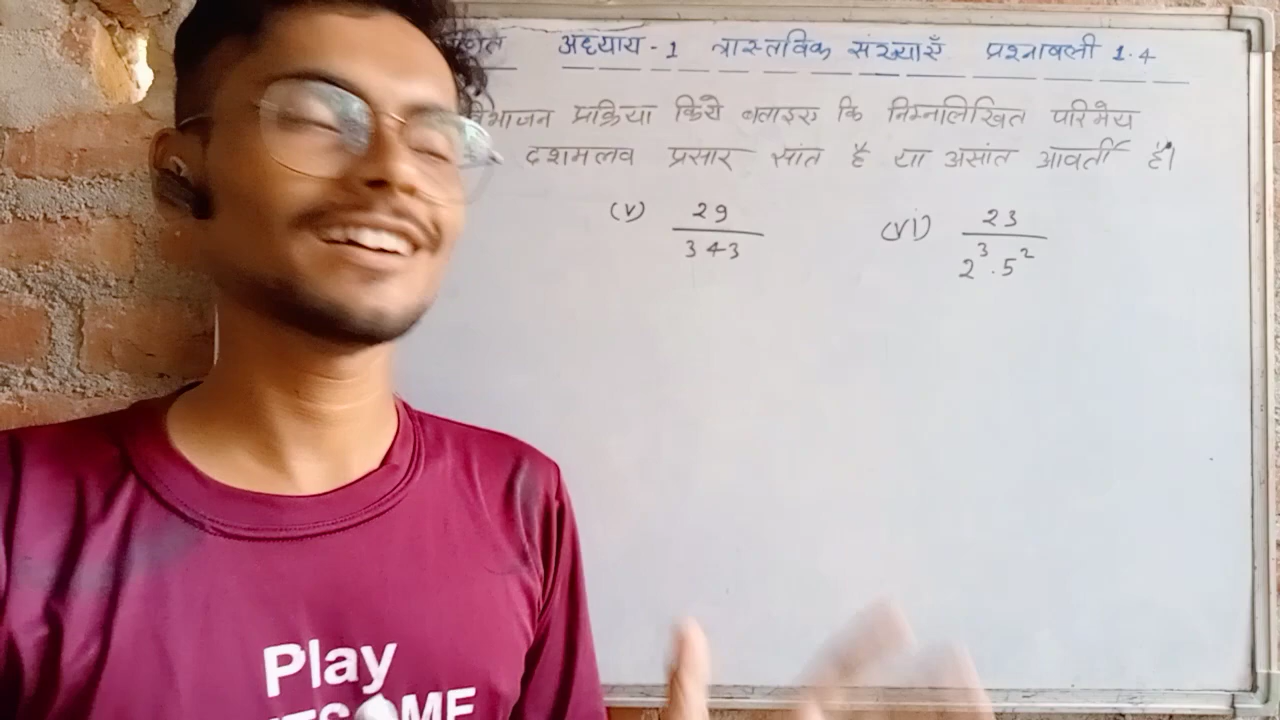 अध्याय-1 वास्तविक संख्याएँ प्रश्नावली 1.4
प्रक्रिया किये बताइए कि निम्नलिखित परिमेय
दशमलव प्रसार सांत है या असांत आवर्ती है।
(v) 29/343 (vi) 23/2³.5²
Play